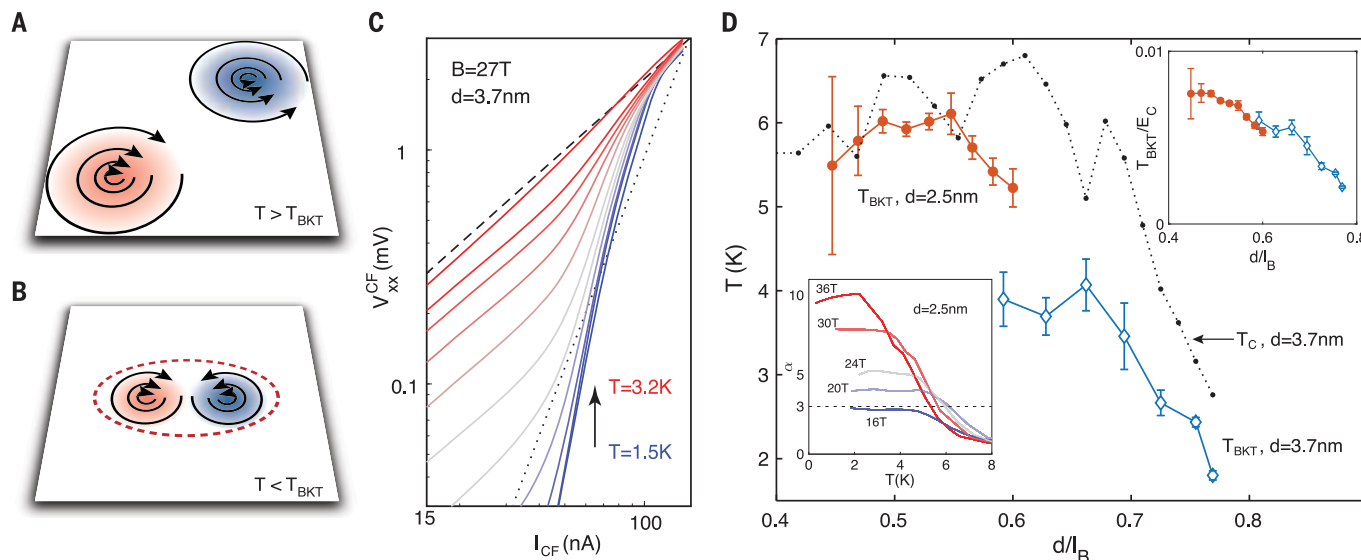 A
T > T_BKT
B
T < T_BKT
C
B=27T
d=3.7nm
V_xx^CF (mV)
1
0.1
T=3.2K
T=1.5K
15
100
I_CF (nA)
D
7
6
5
4
3
2
T (K)
0.4
0.5
0.6
0.7
0.8
d/l_B
T_BKT, d=2.5nm
T_C, d=3.7nm
T_BKT, d=3.7nm
0.01
0
T_BKT/E_C
0.4
0.6
0.8
d/l_B
36T
30T
24T
20T
16T
d=2.5nm
10
5
3
0
α
0
2
4
6
8
T(K)